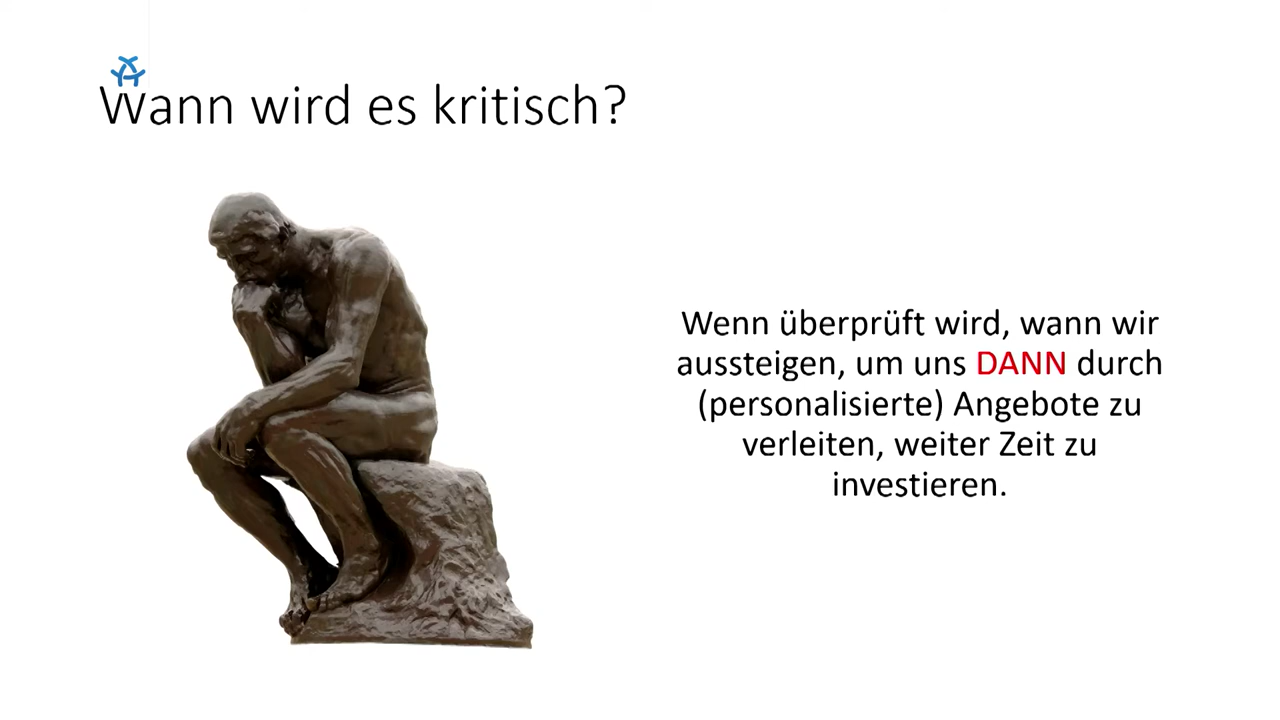 Wann wird es kritisch?
Wenn überprüft wird, wann wir
aussteigen, um uns DANN durch
(personalisierte) Angebote zu
verleiten, weiter Zeit zu
investieren.